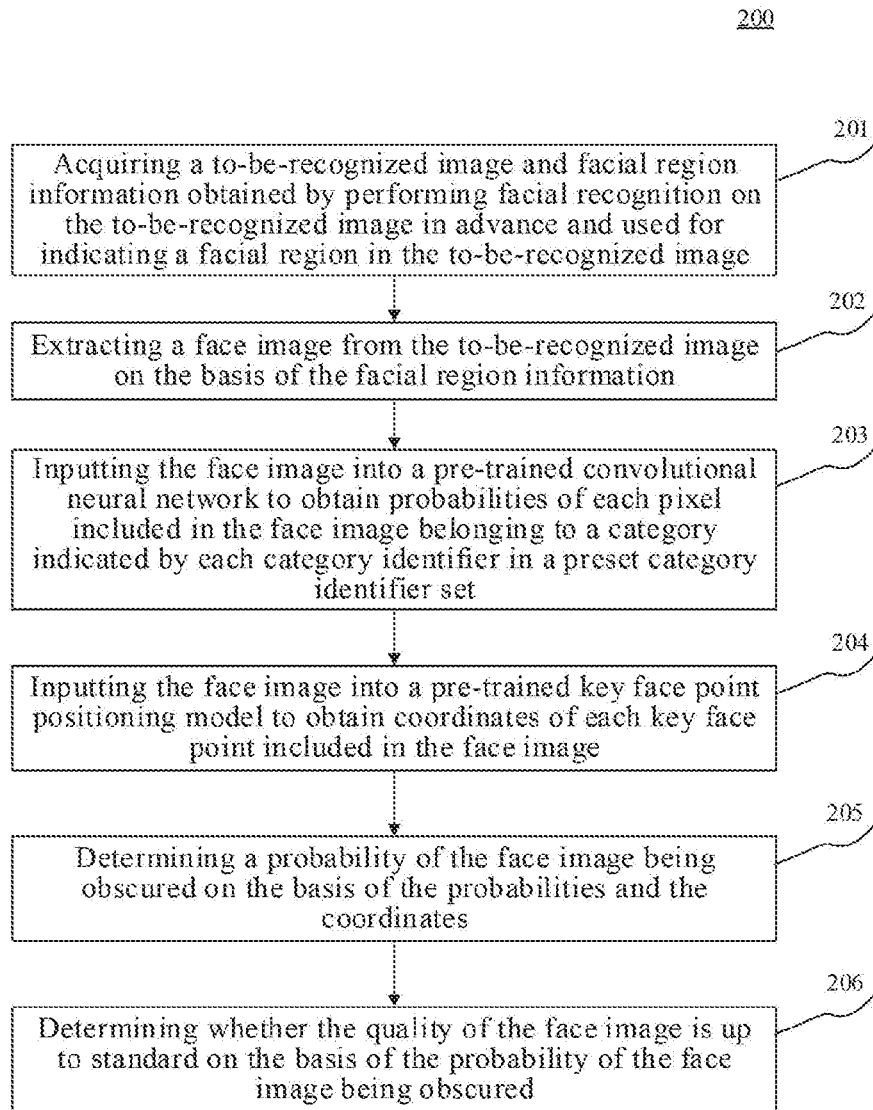 200
201
Acquiring a to-be-recognized image and facial region
information obtained by performing facial recognition on
the to-be-recognized image in advance and used for
indicating a facial region in the to-be-recognized image
202
Extracting a face image from the to-be-recognized image
on the basis of the facial region information
203
Inputting the face image into a pre-trained convolutional
neural network to obtain probabilities of each pixel
included in the face image belonging to a category
indicated by each category identifier in a preset category
identifier set
204
Inputting the face image into a pre-trained key face point
positioning model to obtain coordinates of each key face
point included in the face image
205
Determining a probability of the face image being
obscured on the basis of the probabilities and the
coordinates
206
Determining whether the quality of the face image is up
to standard on the basis of the probability of the face
image being obscured